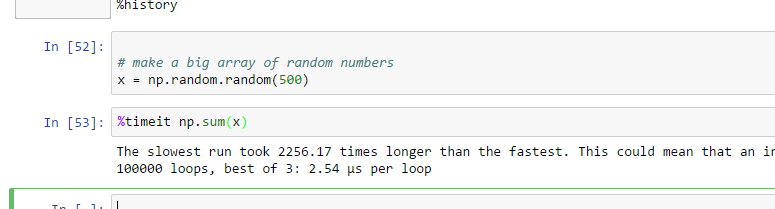 %history
In [52]:
# make a big array of random numbers
x = np.random.random(500)
In [53]: %timeit np.sum(x)
The slowest run took 2256.17 times longer than the fastest. This could mean that an
100000 loops, best of 3: 2.54 µs per loop
In [ ]: